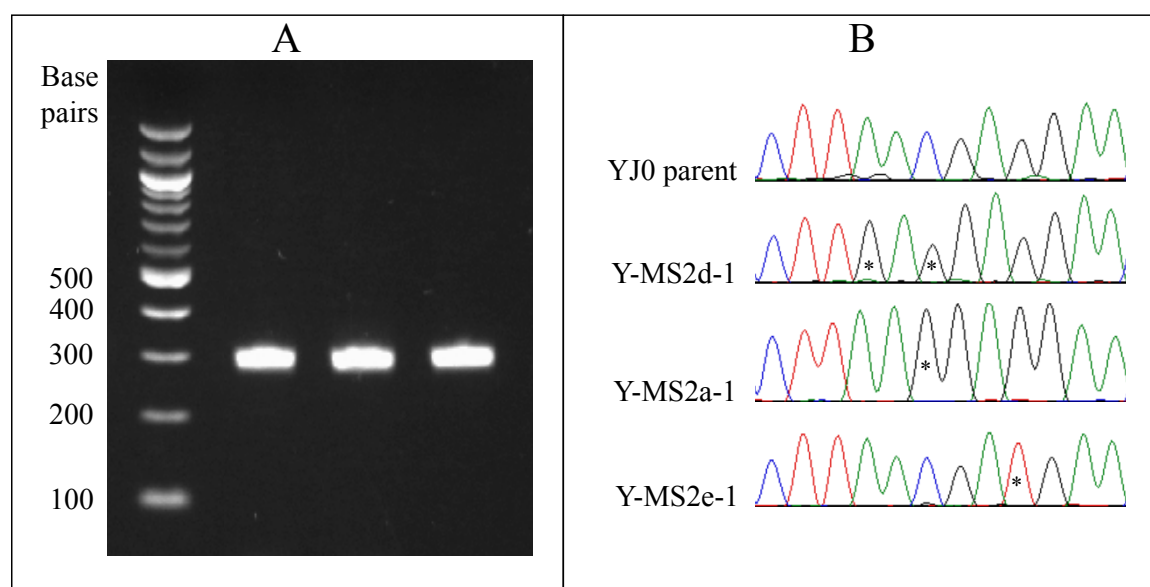 A
Base
pairs
500
400
300
200
100
B
YJ0 parent
Y-MS2d-1
* *
Y-MS2a-1
*
Y-MS2e-1
*